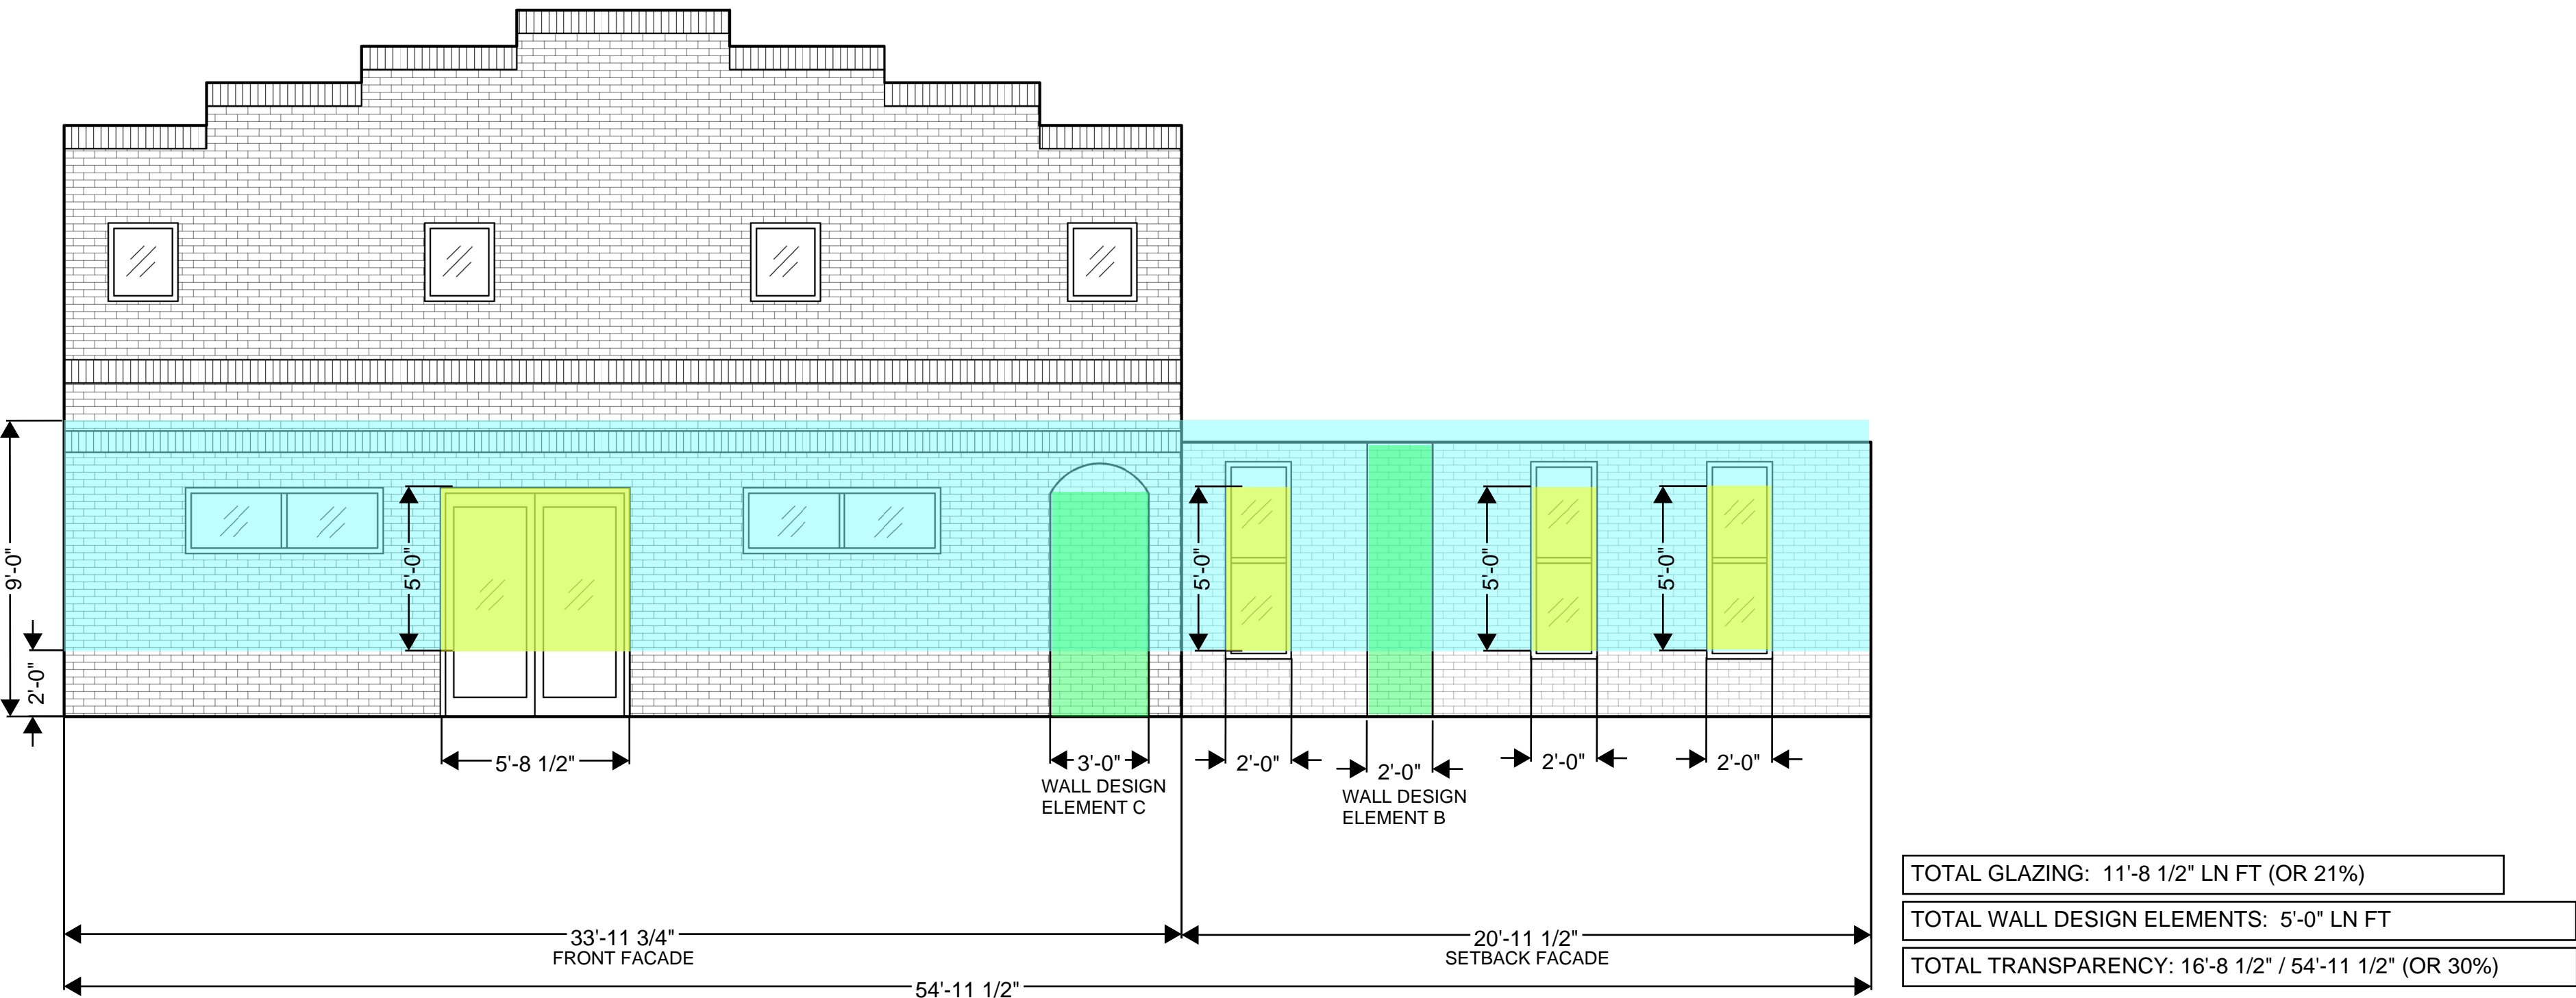 9'-0"
2'-0"
5'-0"
5'-0"
5'-0"
5'-0"
5'-8 1/2"
3'-0"
WALL DESIGN
ELEMENT C
2'-0"
2'-0"
WALL DESIGN
ELEMENT B
2'-0"
2'-0"
TOTAL GLAZING: 11'-8 1/2" LN FT (OR 21%)
TOTAL WALL DESIGN ELEMENTS: 5'-0" LN FT
TOTAL TRANSPARENCY: 16'-8 1/2" / 54'-11 1/2" (OR 30%)
33'-11 3/4"
FRONT FACADE
20'-11 1/2"
SETBACK FACADE
54'-11 1/2"